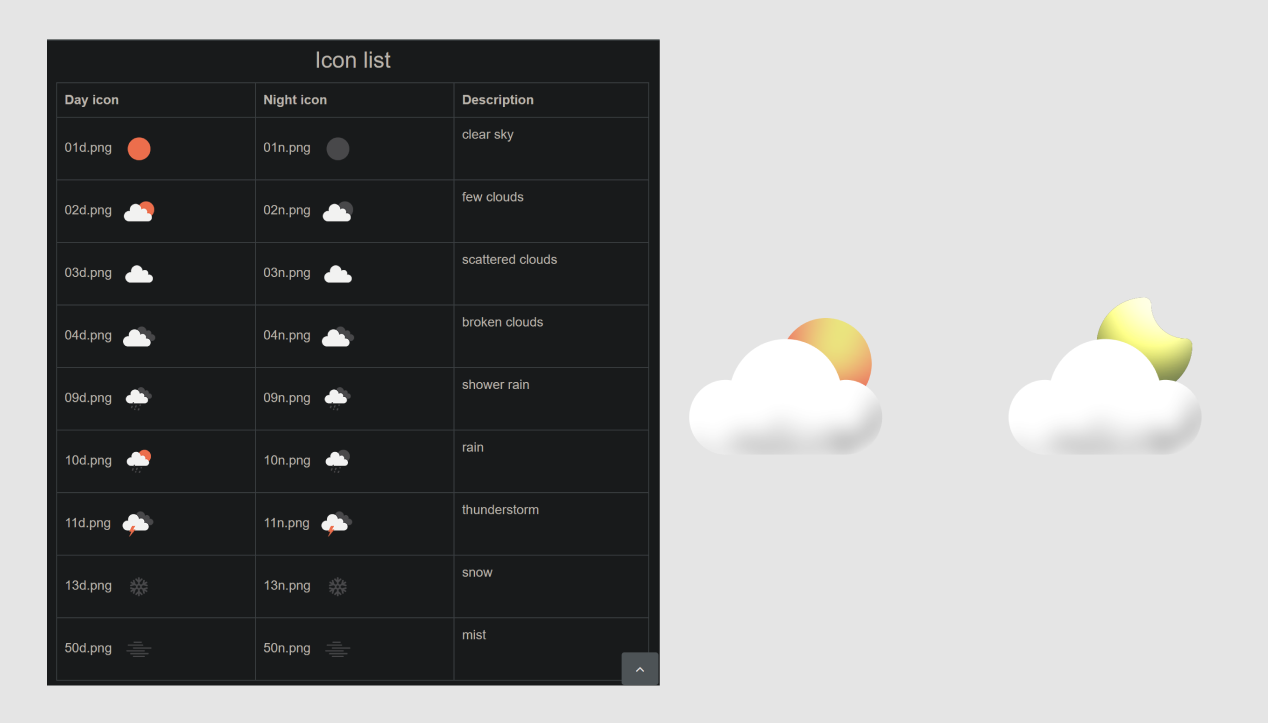 Icon list
Day icon Night icon Description
01d.png 01n.png clear sky
02d.png 02n.png few clouds
03d.png 03n.png scattered clouds
04d.png 04n.png broken clouds
09d.png 09n.png shower rain
10d.png 10n.png rain
11d.png 11n.png thunderstorm
13d.png 13n.png snow
50d.png 50n.png mist